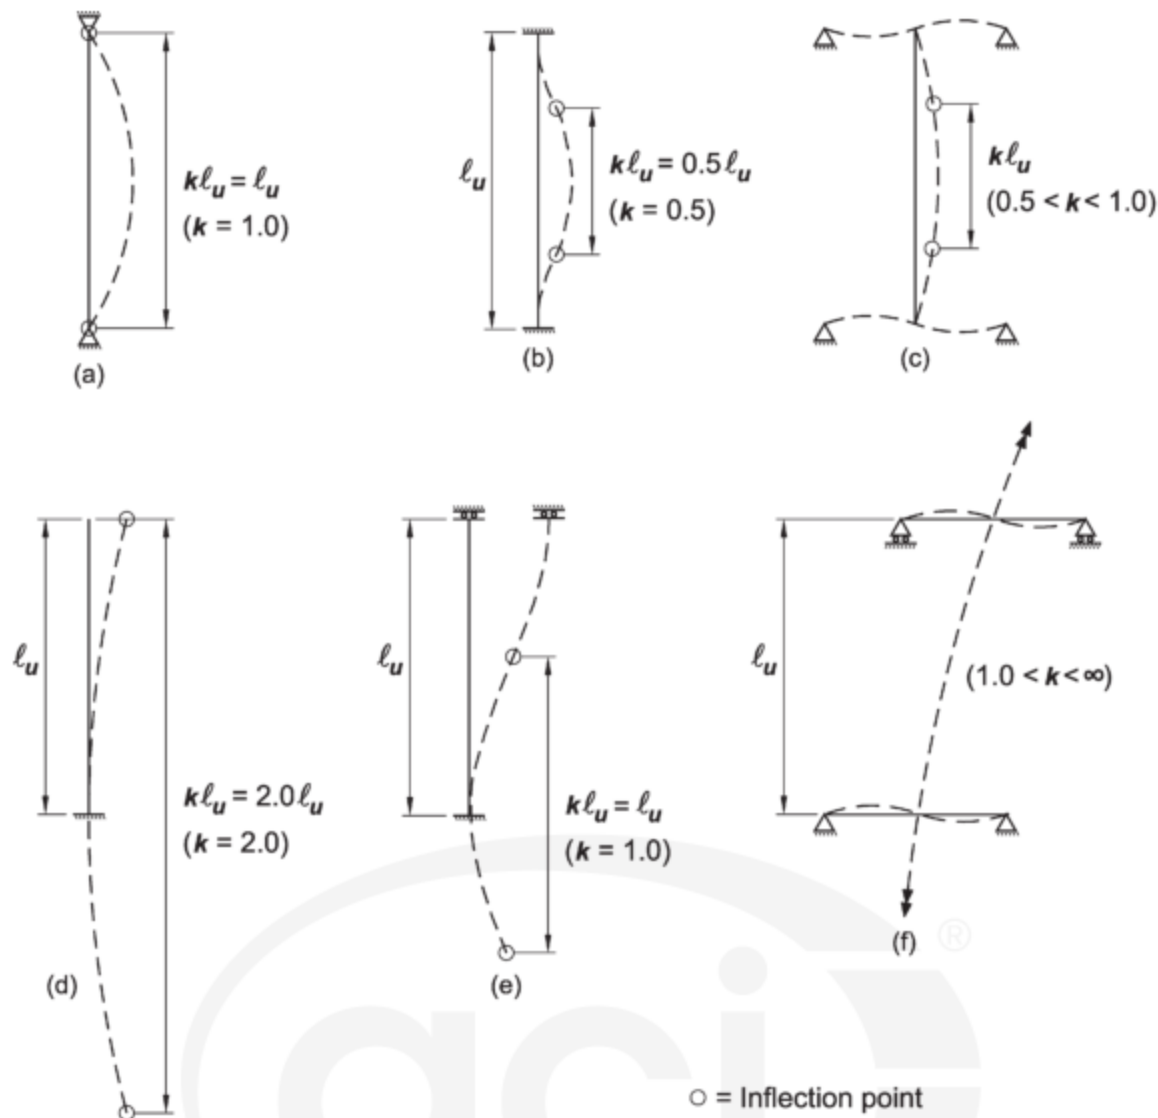 kℓu = ℓu
(k = 1.0)
(a)
ℓu
kℓu = 0.5ℓu
(k = 0.5)
(b)
kℓu
(0.5 < k < 1.0)
(c)
ℓu
kℓu = 2.0ℓu
(k = 2.0)
(d)
ℓu
kℓu = ℓu
(k = 1.0)
(e)
ℓu
(1.0 < k < ∞)
(f)
aci
®
= Inflection point